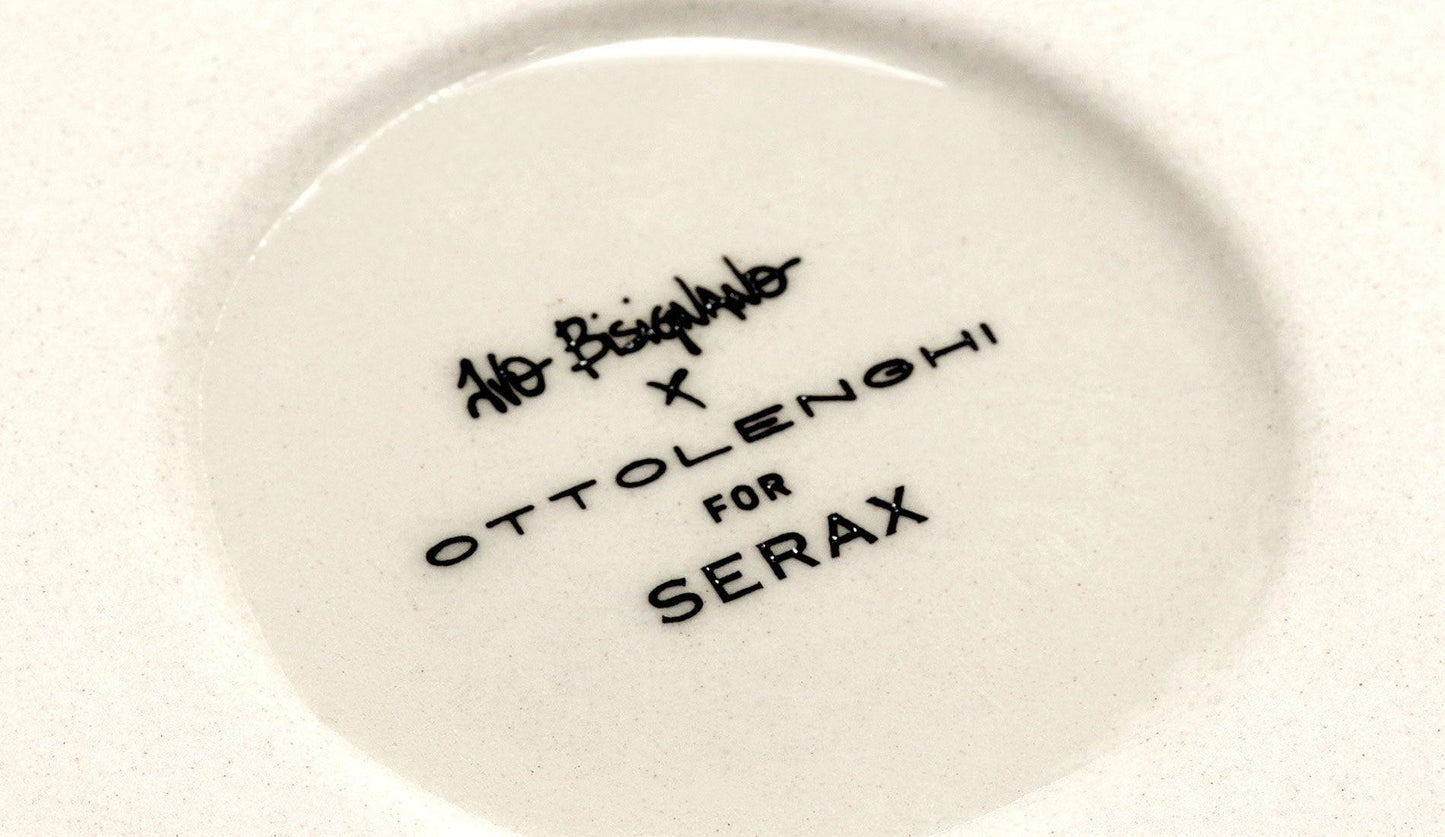 Ivo Bisignano
X
OTTOLENGHI
FOR
SERAX